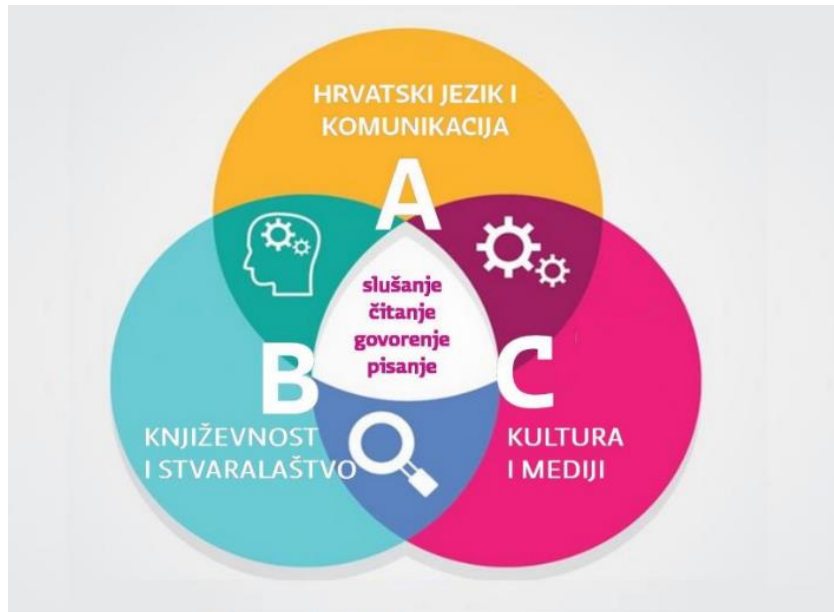 HRVATSKI JEZIK I
KOMUNIKACIJA
A
slušanje
čitanje
govorenje
pisanje
B
C
KNJIŽEVNOST
I STVARALAŠTVO
KULTURA
I MEDIJI